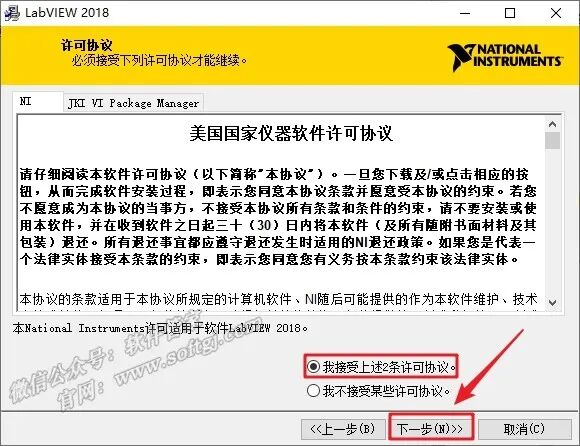 LabVIEW 2018
许可协议
必须接受下列许可协议才能继续。
NATIONAL
INSTRUMENTS
NI
JKI VI Package Manager
美国国家仪器软件许可协议
请仔细阅读本软件许可协议（以下简称"本协议"）。一旦您下载及/或点击相应的按
钮，从而完成软件安装过程，即表示您同意本协议条款并愿意受本协议的约束。若您
不愿意成为本协议的当事方，不接受本协议所有条款和条件的约束，请不要安装或使
用本软件，并在收到软件之日起三十（30）日内将本软件（及所有随附书面材料及其
包装）退还。所有退还事宜都应遵守退还发生时适用的NI退还政策。如果您是代表一
个法律实体接受本条款的约束，即表示您同意您有义务按本条款约束该法律实体。
本协议的条款适用于本协议所规定的计算机软件、NI随后可能提供的作为本软件维护、技术
本National Instruments许可适用于软件LabVIEW 2018。
微信公众号：软件管家
官网：www.softgj.com
我接受上述2条许可协议。
我不接受某些许可协议。
<<上一步(B)
下一步(N)>>
取消(C)